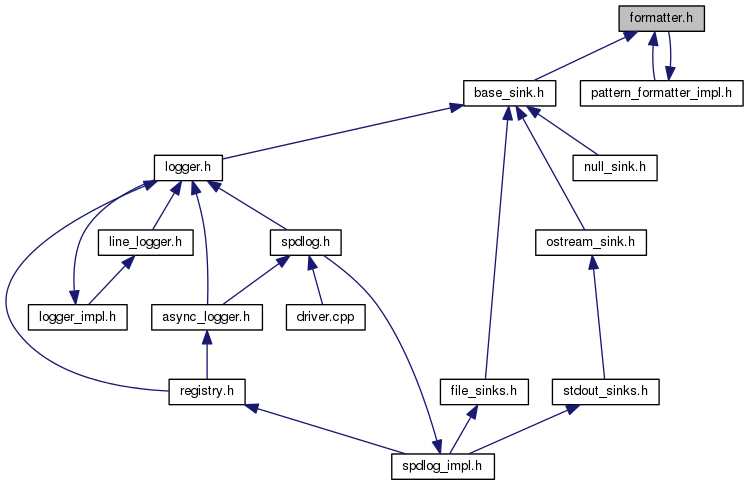 formatter.h
base_sink.h
pattern_formatter_impl.h
logger.h
null_sink.h
line_logger.h
spdlog.h
ostream_sink.h
logger_impl.h
async_logger.h
driver.cpp
registry.h
file_sinks.h
stdout_sinks.h
spdlog_impl.h